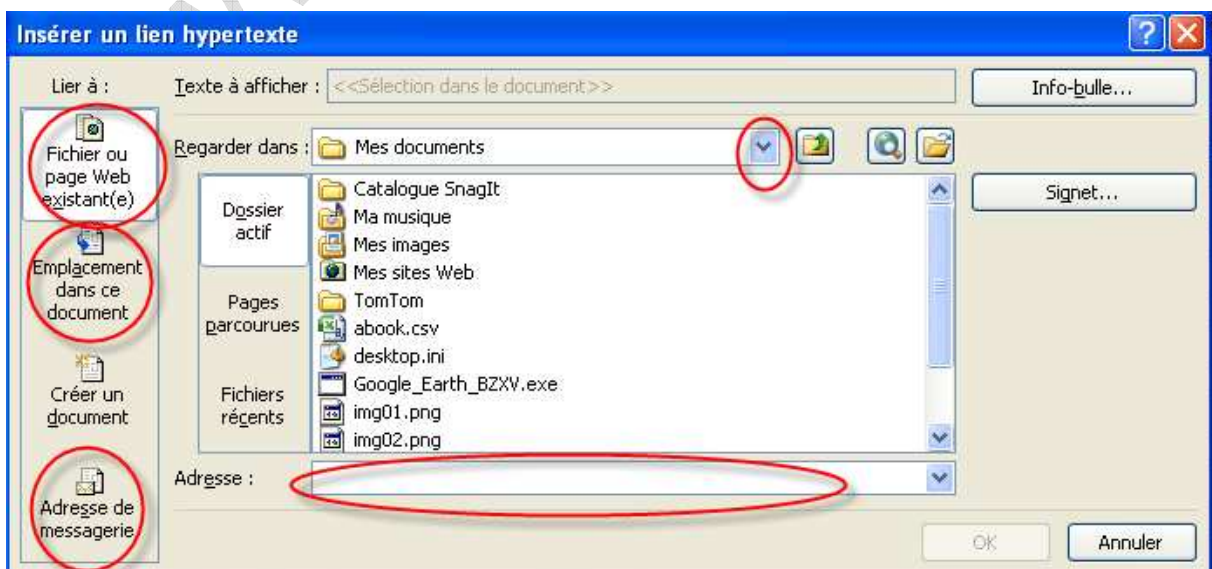 Insérer un lien hypertexte
Lier à :
Texte à afficher : <<Sélection dans le document>>
Info-bulle...
Fichier ou
page Web
existant(e)
Regarder dans : Mes documents
Signet...
Dossier
actif
Catalogue SnagIt
Ma musique
Mes images
Mes sites Web
Emplacement
dans ce
document
Pages
parcourues
TomTom
abook.csv
desktop.ini
Créer un
document
Fichiers
récents
Google_Earth_BZXV.exe
img01.png
img02.png
Adresse de
messagerie
Adresse :
OK
Annuler